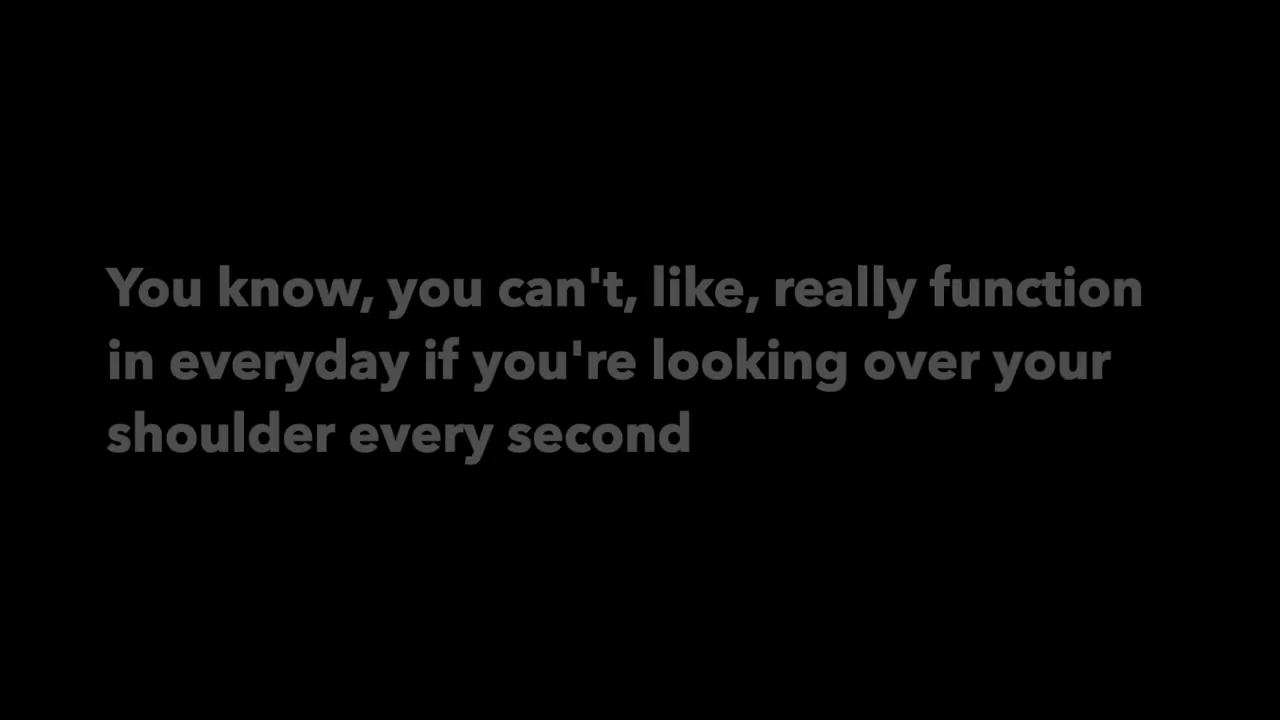 You know, you can't, like, really function
in everyday if you're looking over your
shoulder every second